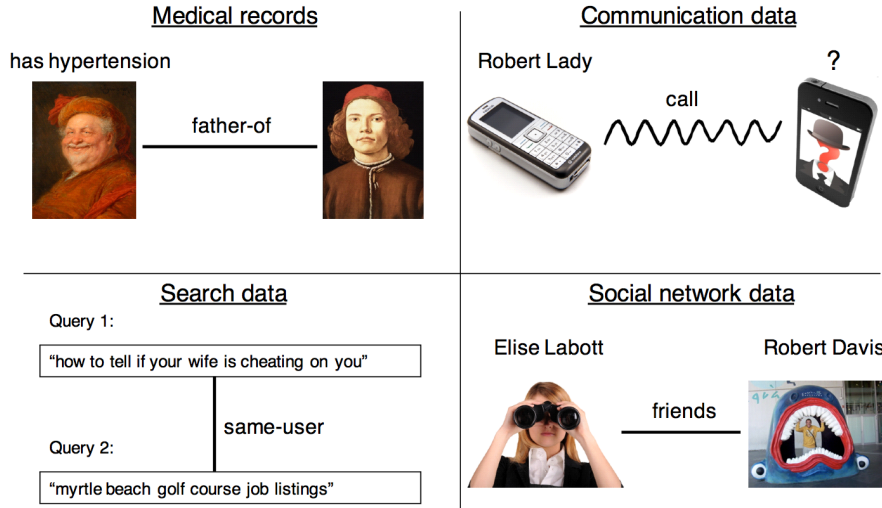 Medical records
has hypertension
father-of
Communication data
Robert Lady
?
call
Search data
Query 1:
“how to tell if your wife is cheating on you”
same-user
Query 2:
“myrtle beach golf course job listings”
Social network data
Elise Labott
Robert Davis
friends